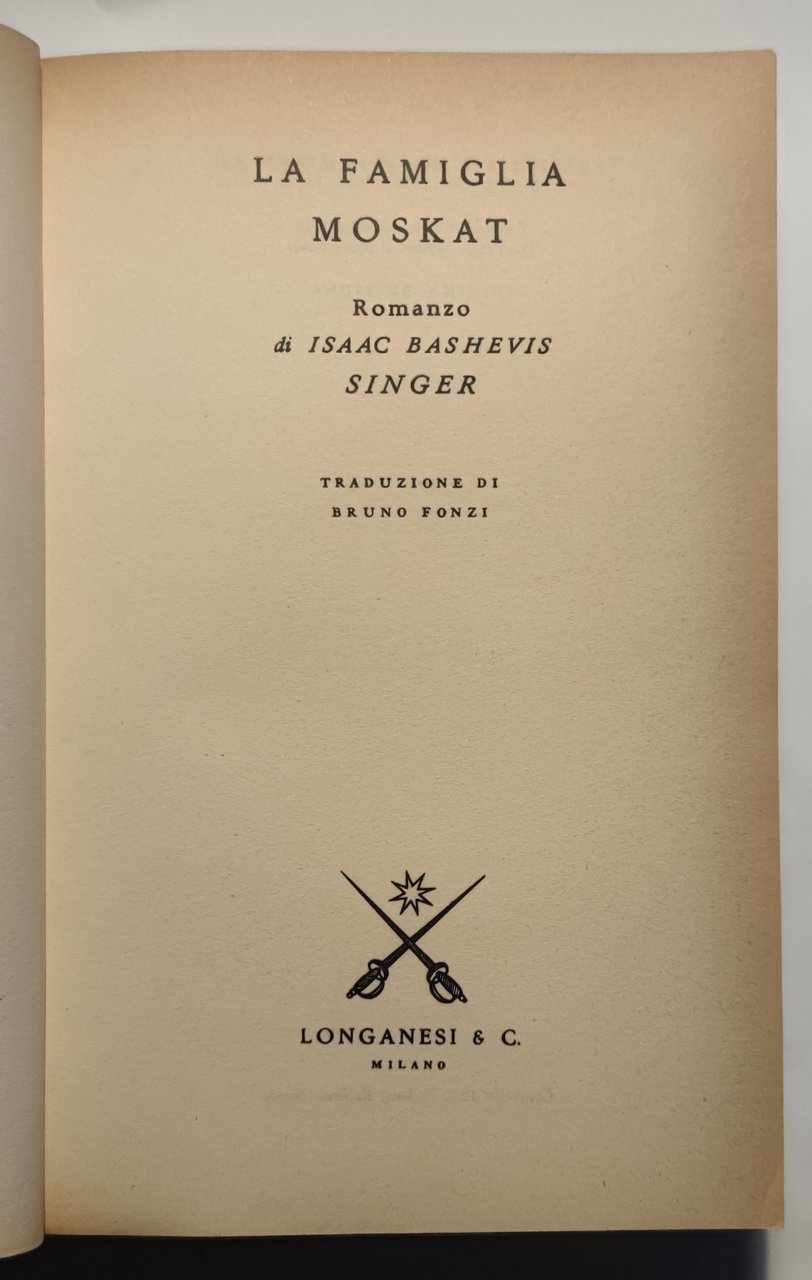 LA FAMIGLIA
MOSKAT
Romanzo
di ISAAC BASHEVIS
SINGER
TRADUZIONE DI
BRUNO FONZI
LONGANESI & C.
MILANO